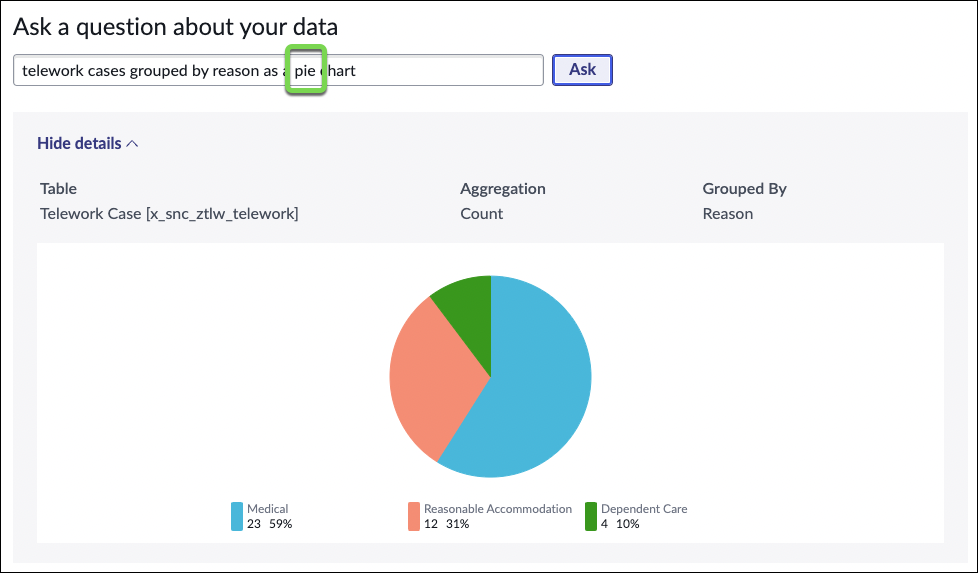 Ask a question about your data
telework cases grouped by reason as a pie chart
Ask
Hide details
Table
Aggregation
Grouped By
Telework Case [x_snc_ztlw_telework]
Count
Reason
Medical
23 59%
Reasonable Accommodation
12 31%
Dependent Care
4 10%